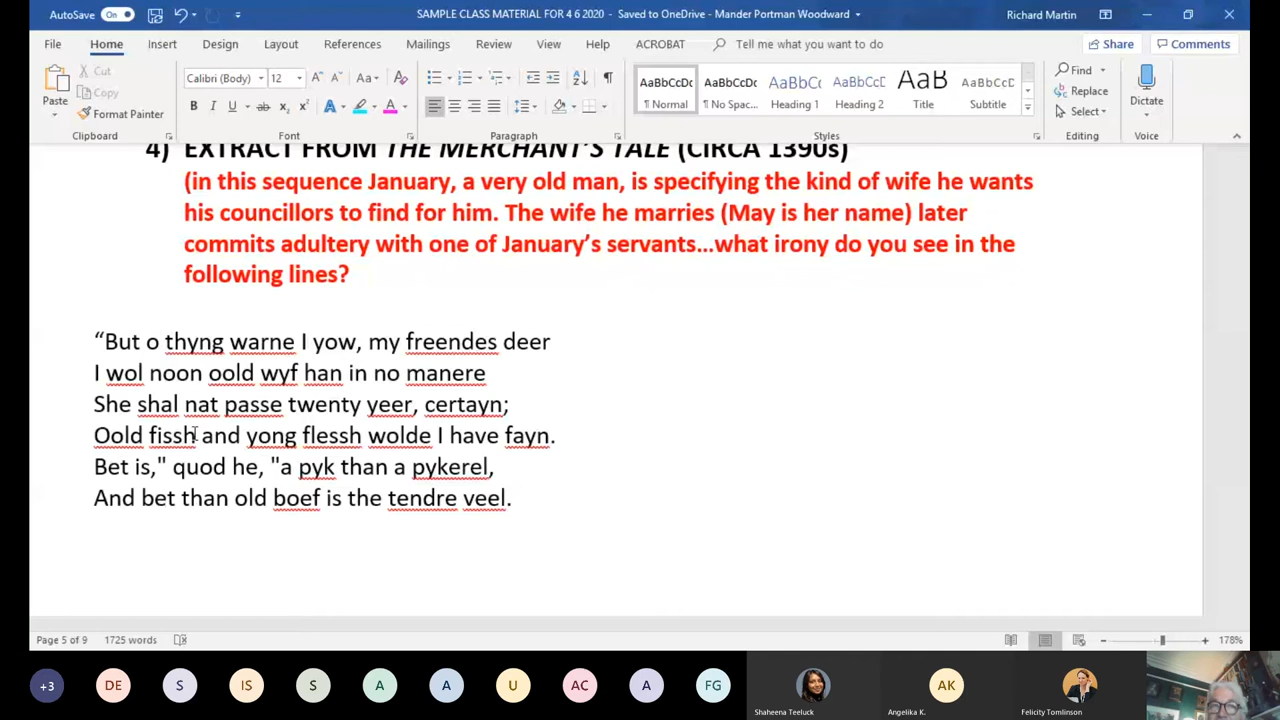 AutoSave On SAMPLE CLASS MATERIAL FOR 4 6 2020 - Saved to OneDrive - Mander Portman Woodward Richard Martin
File Home Insert Design Layout References Mailings Review View Help ACROBAT Tell me what you want to do Share Comments
Paste Cut Copy Format Painter
Clipboard
Calibri (Body) 12 Aa
B I U ab x₂ x² A A
Font
Paragraph
AaBbCcDc AaBbCcDc AaBbC AaBbCcC AaB AaBbCcD
¶ Normal ¶ No Spac... Heading 1 Heading 2 Title Subtitle
Styles
Find Replace Select
Editing
Dictate
Voice
4) EXTRACT FROM THE MERCHANT'S TALE (CIRCA 1390s)
(in this sequence January, a very old man, is specifying the kind of wife he wants
his councillors to find for him. The wife he marries (May is her name) later
commits adultery with one of January's servants…what irony do you see in the
following lines?
“But o thyng warne I yow, my freendes deer
I wol noon oold wyf han in no manere
She shal nat passe twenty yeer, certayn;
Oold fissh and yong flessh wolde I have fayn.
Bet is," quod he, "a pyk than a pykerel,
And bet than old boef is the tendre veel.
Page 5 of 9 1725 words 178%
+3 DE S IS S A A U AC A FG AK
Shaheena Teeluck Angelika K. Felicity Tomlinson